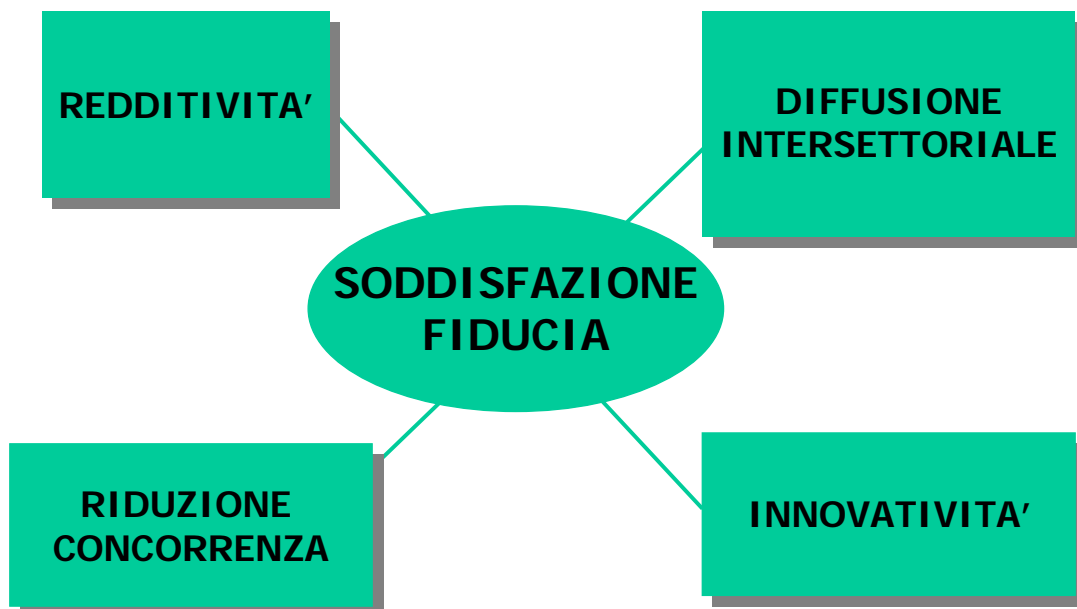 REDDITIVITA’
DIFFUSIONE
INTERSETTORIALE
SODDISFAZIONE
FIDUCIA
RIDUZIONE
CONCORRENZA
INNOVATIVITA’